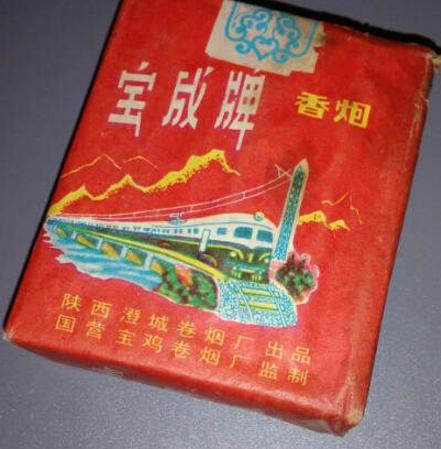 宝成牌 香烟
陕西澄城卷烟厂出品
国营宝鸡卷烟厂监制